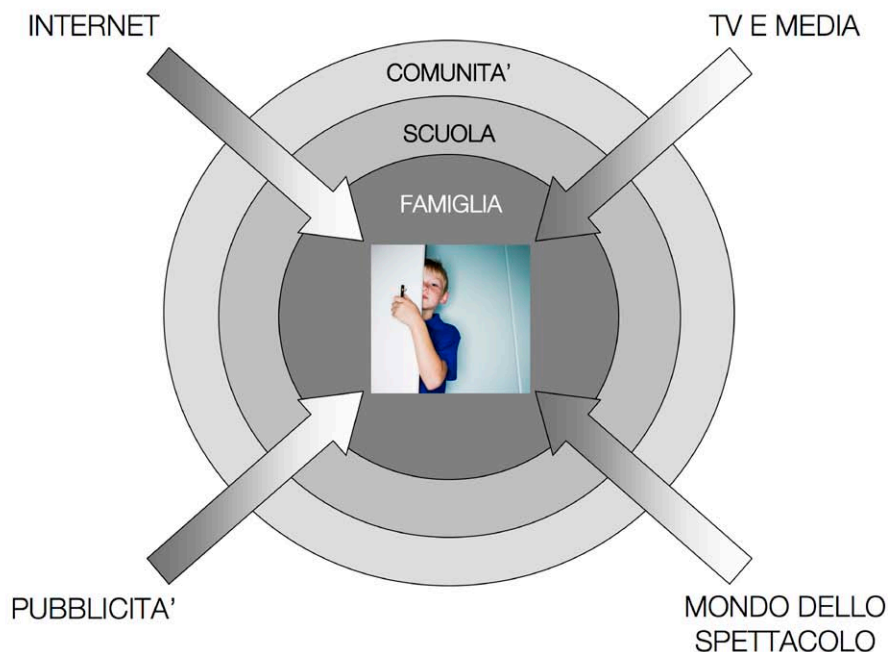 INTERNET
TV E MEDIA
COMUNITA'
SCUOLA
FAMIGLIA
PUBBLICITA'
MONDO DELLO
SPETTACOLO